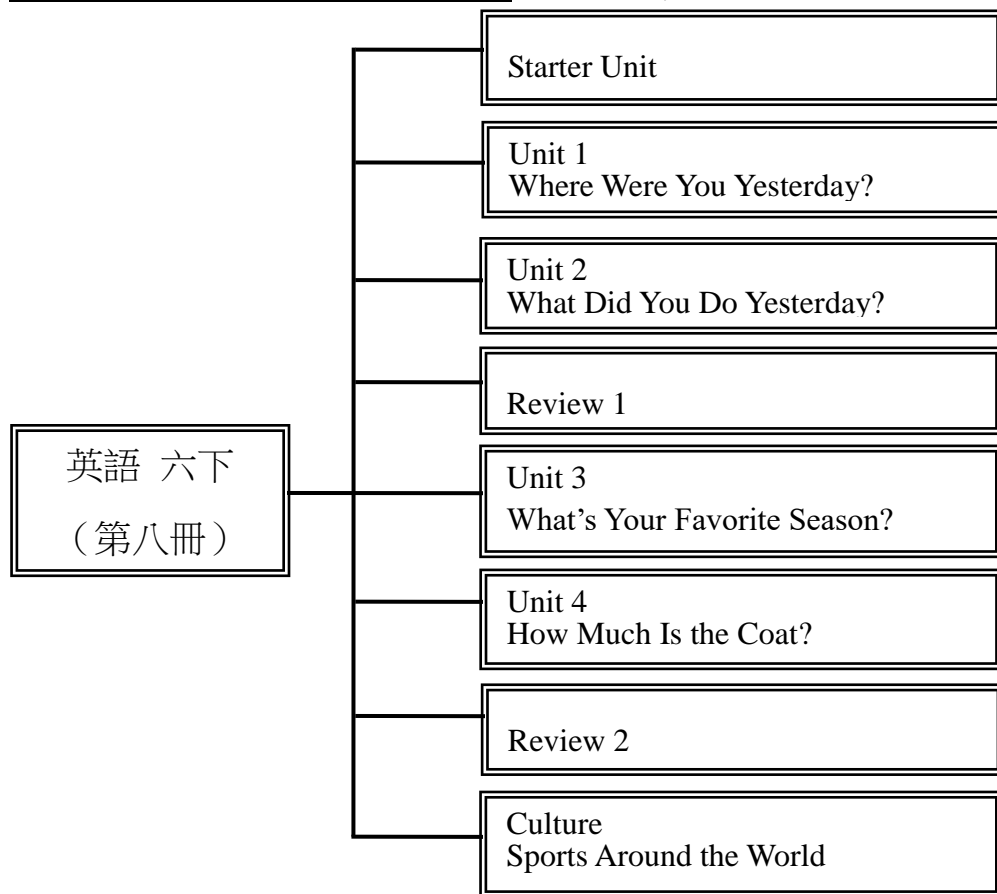 Starter Unit
Unit 1
Where Were You Yesterday?
Unit 2
What Did You Do Yesterday?
Review 1
英語 六下
（第八冊）
Unit 3
What’s Your Favorite Season?
Unit 4
How Much Is the Coat?
Review 2
Culture
Sports Around the World